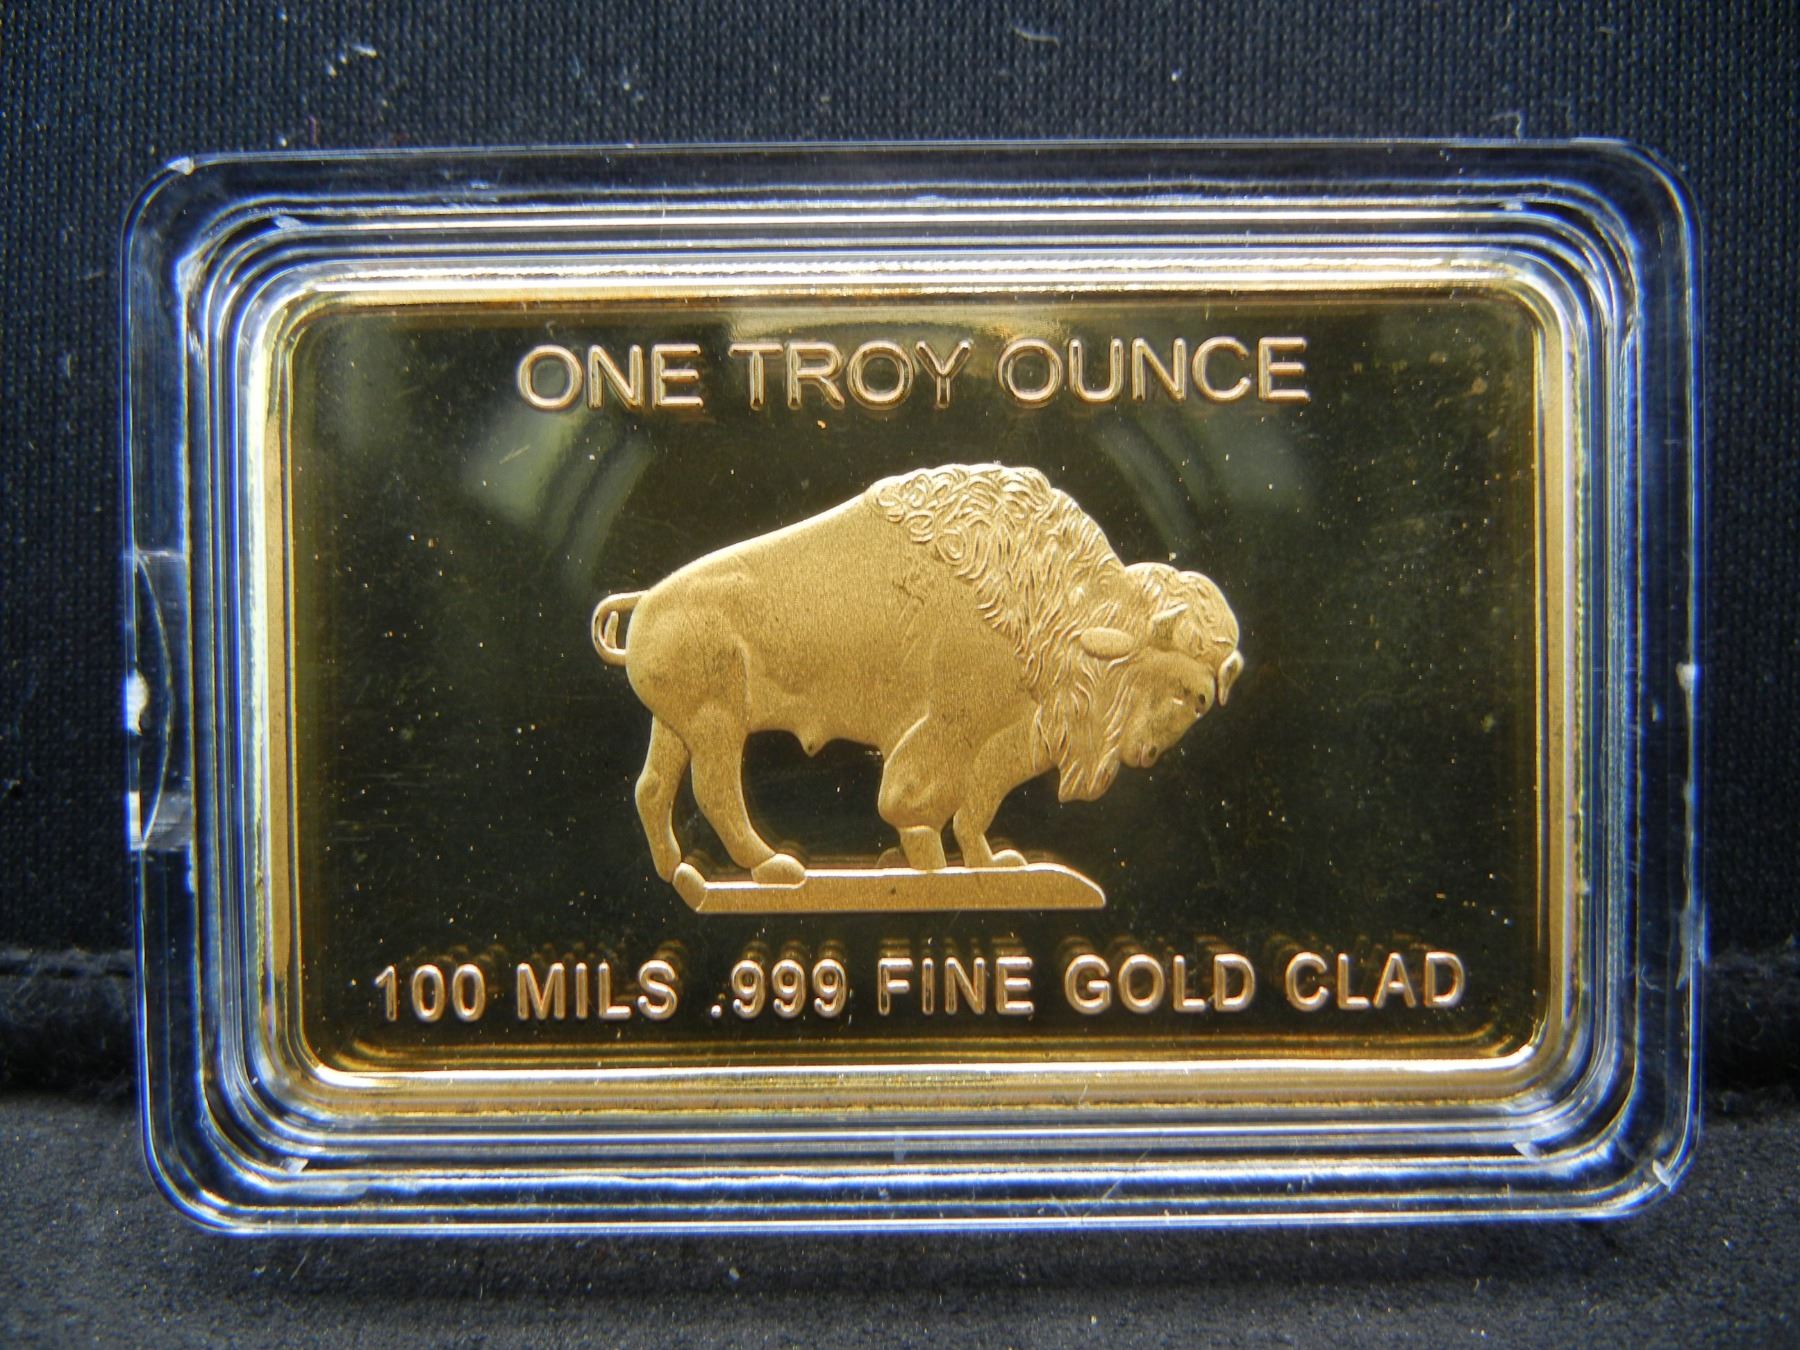 ONE TROY OUNCE
100 MILS .999 FINE GOLD CLAD